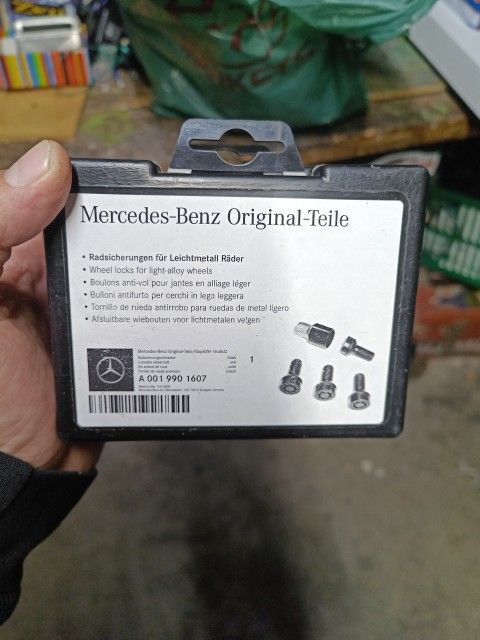 Mercedes-Benz Original-Teile
• Radsicherungen für Leichtmetall Räder
• Wheel locks for light-alloy wheels
• Boulons anti-vol pour jantes en alliage léger
• Bulloni antifurto per cerchi in lega leggera
• Tornillo de rueda antirrobo para ruedas de metal ligero
• Afsluitbare wiebouten voor lichtmetalen velgen
1
A 001 990 1607